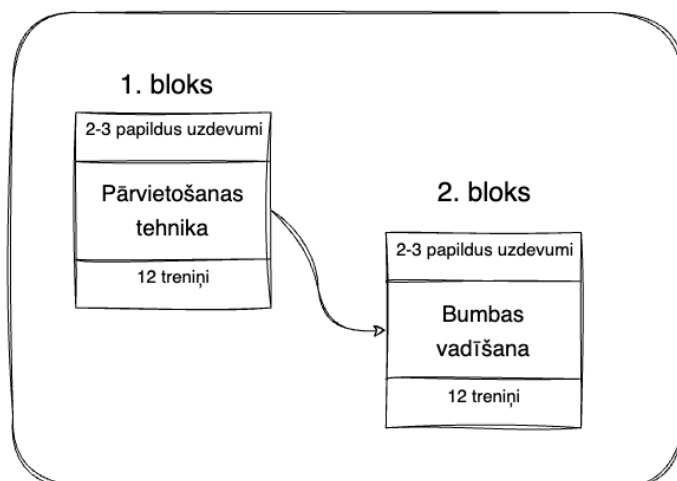 1. bloks
2-3 papildus uzdevumi
Pārvietošanas
tehnika
12 treniņi
2. bloks
2-3 papildus uzdevumi
Bumbas
vadīšana
12 treniņi